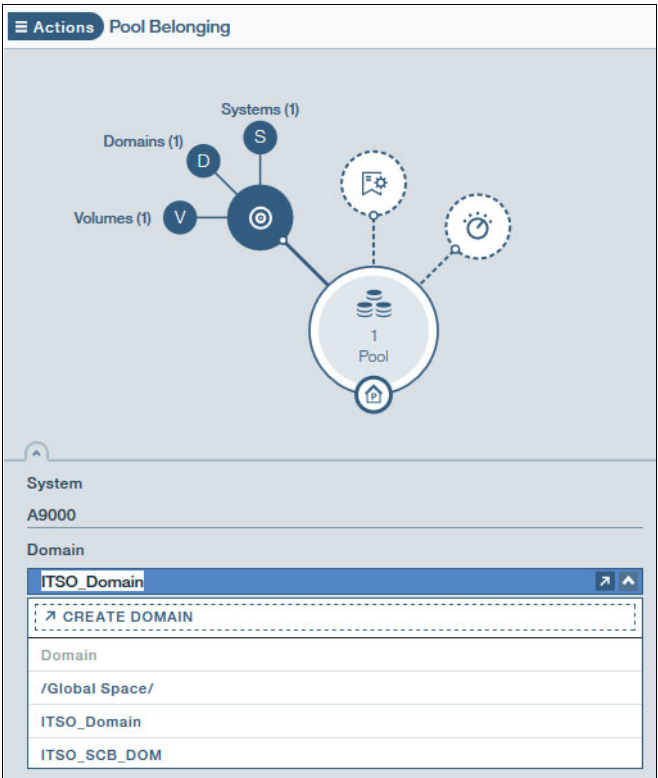 Actions Pool Belonging
Systems (1)
S
Domains (1)
D
Volumes (1) V
1
Pool
P
System
A9000
Domain
ITSO_Domain
CREATE DOMAIN
Domain
/Global Space/
ITSO_Domain
ITSO_SCB_DOM